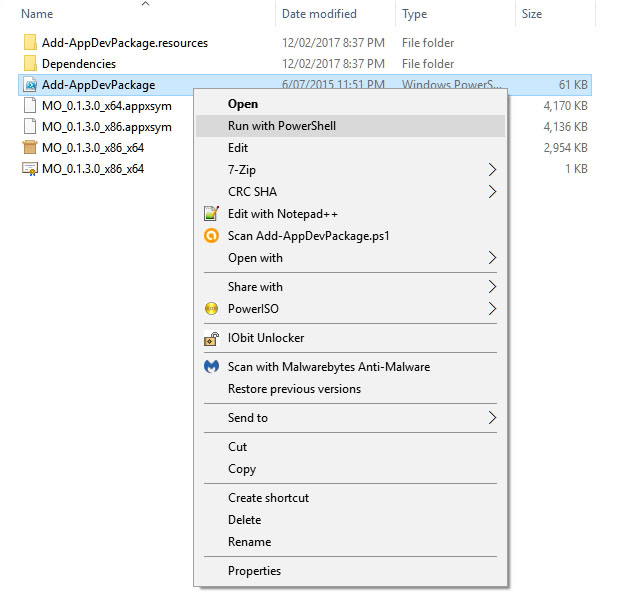 Name Date modified Type Size
Add-AppDevPackage.resources 12/02/2017 8:37 PM File folder
Dependencies 12/02/2017 8:37 PM File folder
Add-AppDevPackage 6/07/2015 11:51 PM Windows PowerS... 61 KB
MO_0.1.3.0_x64.appxsym 4,170 KB
MO_0.1.3.0_x86.appxsym 4,136 KB
MO_0.1.3.0_x86_x64 2,954 KB
MO_0.1.3.0_x86_x64 1 KB
Open
Run with PowerShell
Edit
7-Zip
CRC SHA
Edit with Notepad++
Scan Add-AppDevPackage.ps1
Open with
Share with
PowerISO
IObit Unlocker
Scan with Malwarebytes Anti-Malware
Restore previous versions
Send to
Cut
Copy
Create shortcut
Delete
Rename
Properties